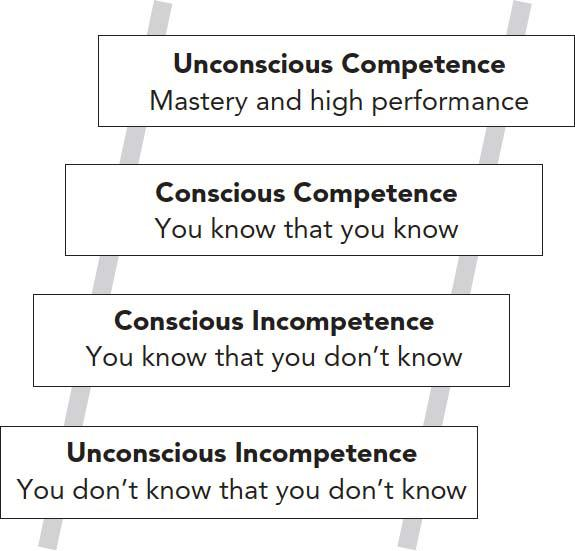 Unconscious Competence
Mastery and high performance
Conscious Competence
You know that you know
Conscious Incompetence
You know that you don’t know
Unconscious Incompetence
You don’t know that you don’t know